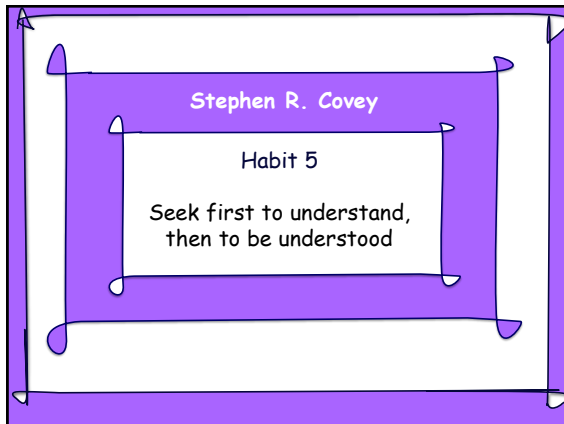 Stephen R. Covey
Habit 5
Seek first to understand,
then to be understood